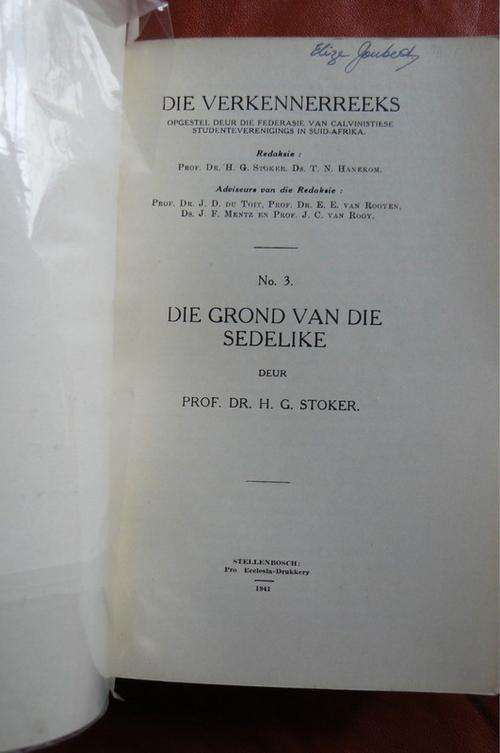 Elize Joubert
DIE VERKENNERREEKS
OPGESTEL DEUR DIE FEDERASIE VAN CALVINISTIESE
STUDENTEVERENIGINGS IN SUID-AFRIKA.
Redaksie :
PROF. DR. H. G. STOKER. DS. T. N. HANEKOM.
Adviseurs van die Redaksie :
PROF. DR. J. D. DU TOIT, PROF. DR. E. E. VAN ROOYEN,
DS. J. F. MENTZ EN PROF. J. C. VAN ROOY.
No. 3.
DIE GROND VAN DIE
SEDELIKE
DEUR
PROF. DR. H. G. STOKER.
STELLENBOSCH:
Pro Ecclesia-Drukkery
1941